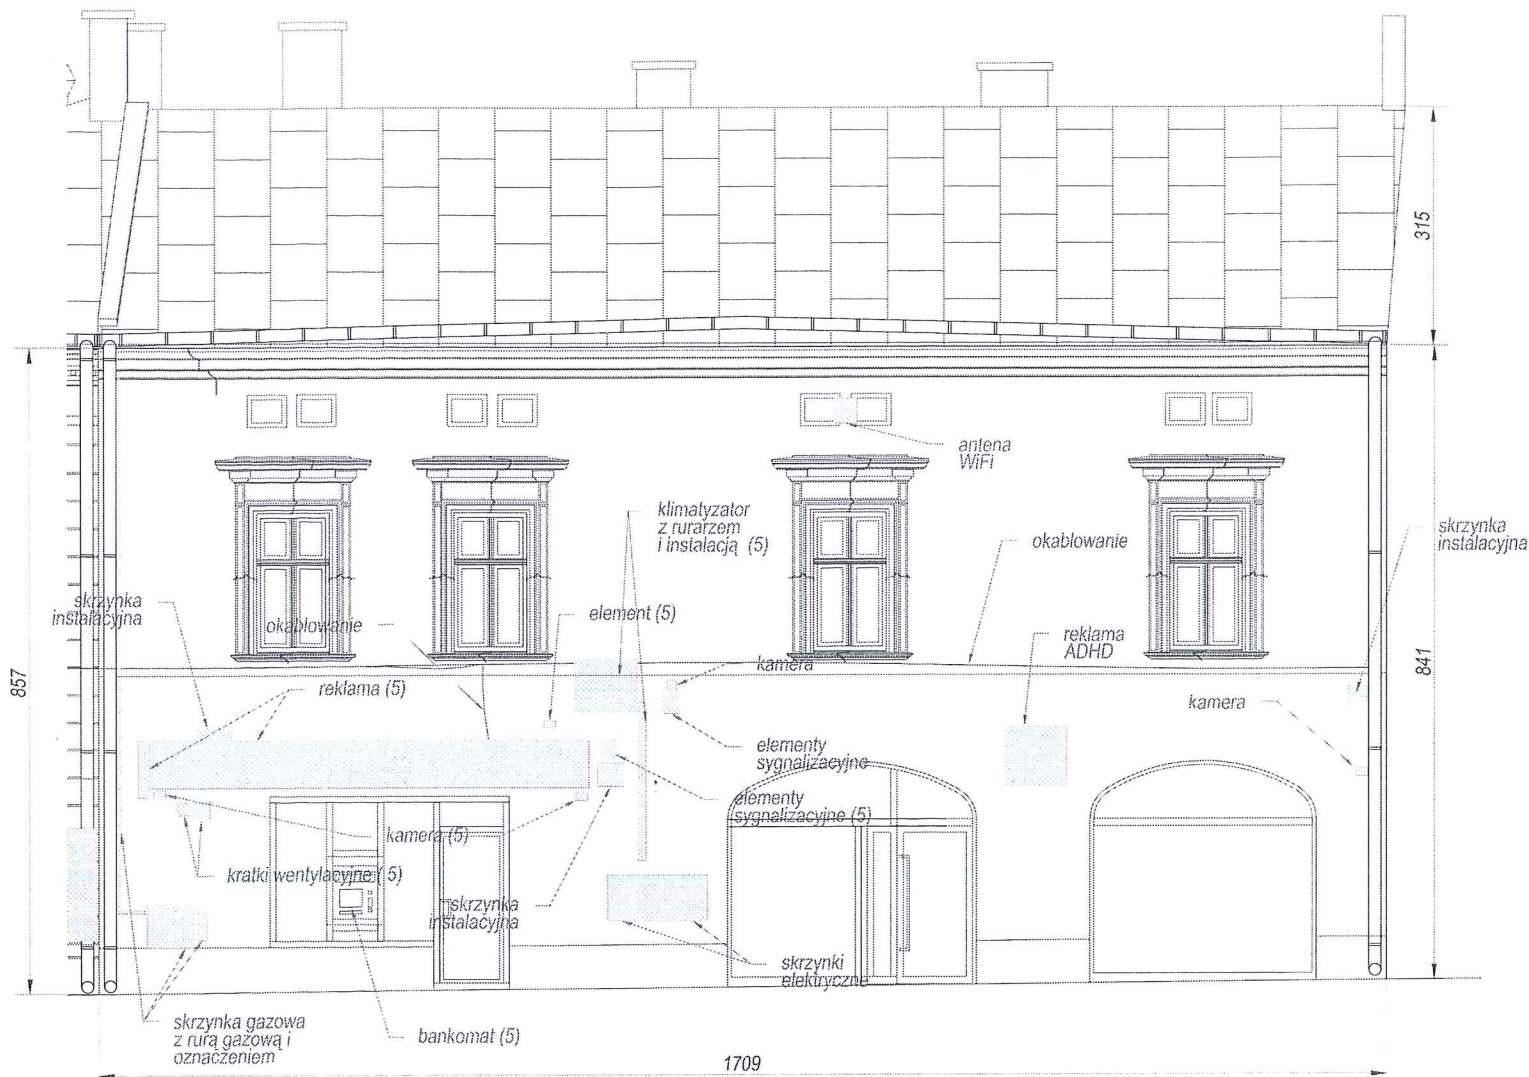 315
antena
WiFi
klimatyzator
z rurarzem
i instalacją (5)
okablowanie
skrzynka
instalacyjna
skrzynka
instalacyjna
okablowanie
element (5)
reklama
ADHD
kamera
857
841
reklama (5)
kamera
elementy
sygnalizacyjne
elementy
sygnalizacyjne (5)
kamera (5)
kratki wentylacyjne (5)
skrzynka
instalacyjna
skrzynki
elektryczne
skrzynka gazowa
z rurą gazową i
oznaczeniem
bankomat (5)
1709